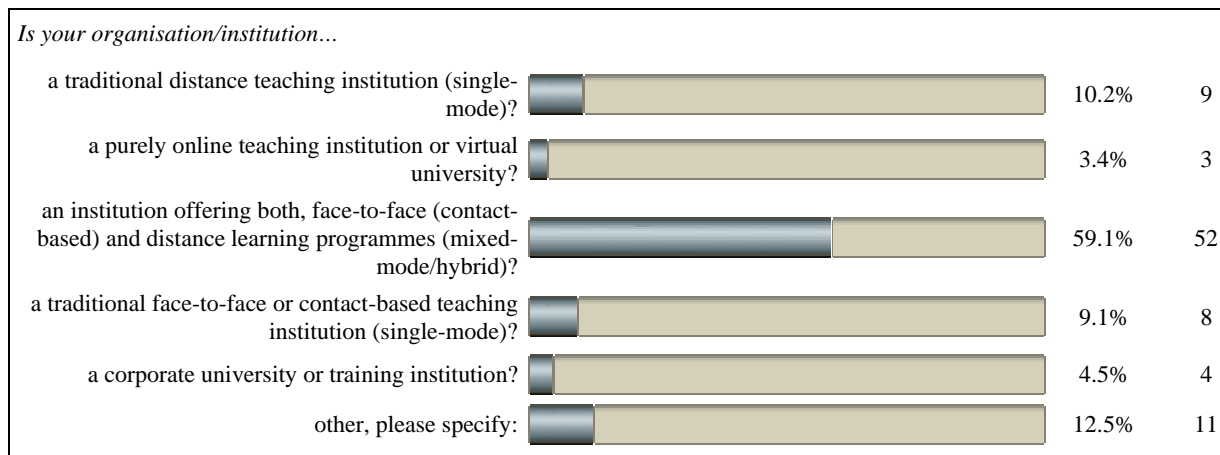 Is your organisation/institution…
a traditional distance teaching institution (single-
mode)?
10.2% 9
a purely online teaching institution or virtual
university?
3.4% 3
an institution offering both, face-to-face (contact-
based) and distance learning programmes (mixed-
mode/hybrid)?
59.1% 52
a traditional face-to-face or contact-based teaching
institution (single-mode)?
9.1% 8
a corporate university or training institution?
4.5% 4
other, please specify:
12.5% 11